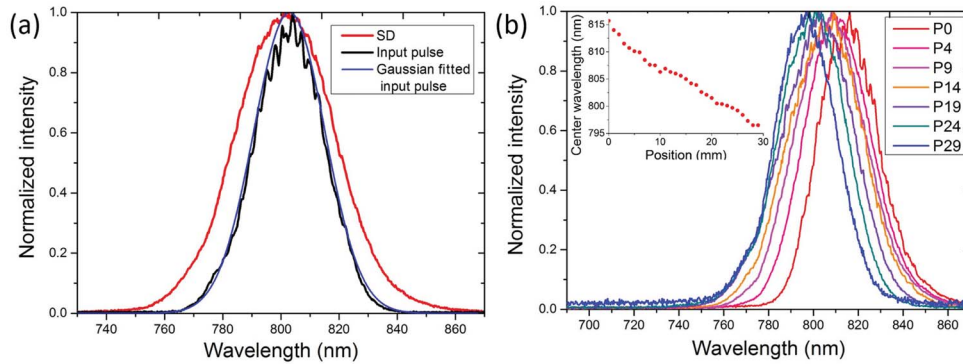 (a)
SD
Input pulse
Gaussian fitted
input pulse
Normalized intensity
1.0
0.8
0.6
0.4
0.2
0.0
740 760 780 800 820 840 860
Wavelength (nm)
(b)
P0
P4
P9
P14
P19
P24
P29
Center wavelength (nm)
815
810
805
800
795
0 10 20 30
Position (mm)
Normalized intensity
1.0
0.8
0.6
0.4
0.2
0.0
700 720 740 760 780 800 820 840 860
Wavelength (nm)